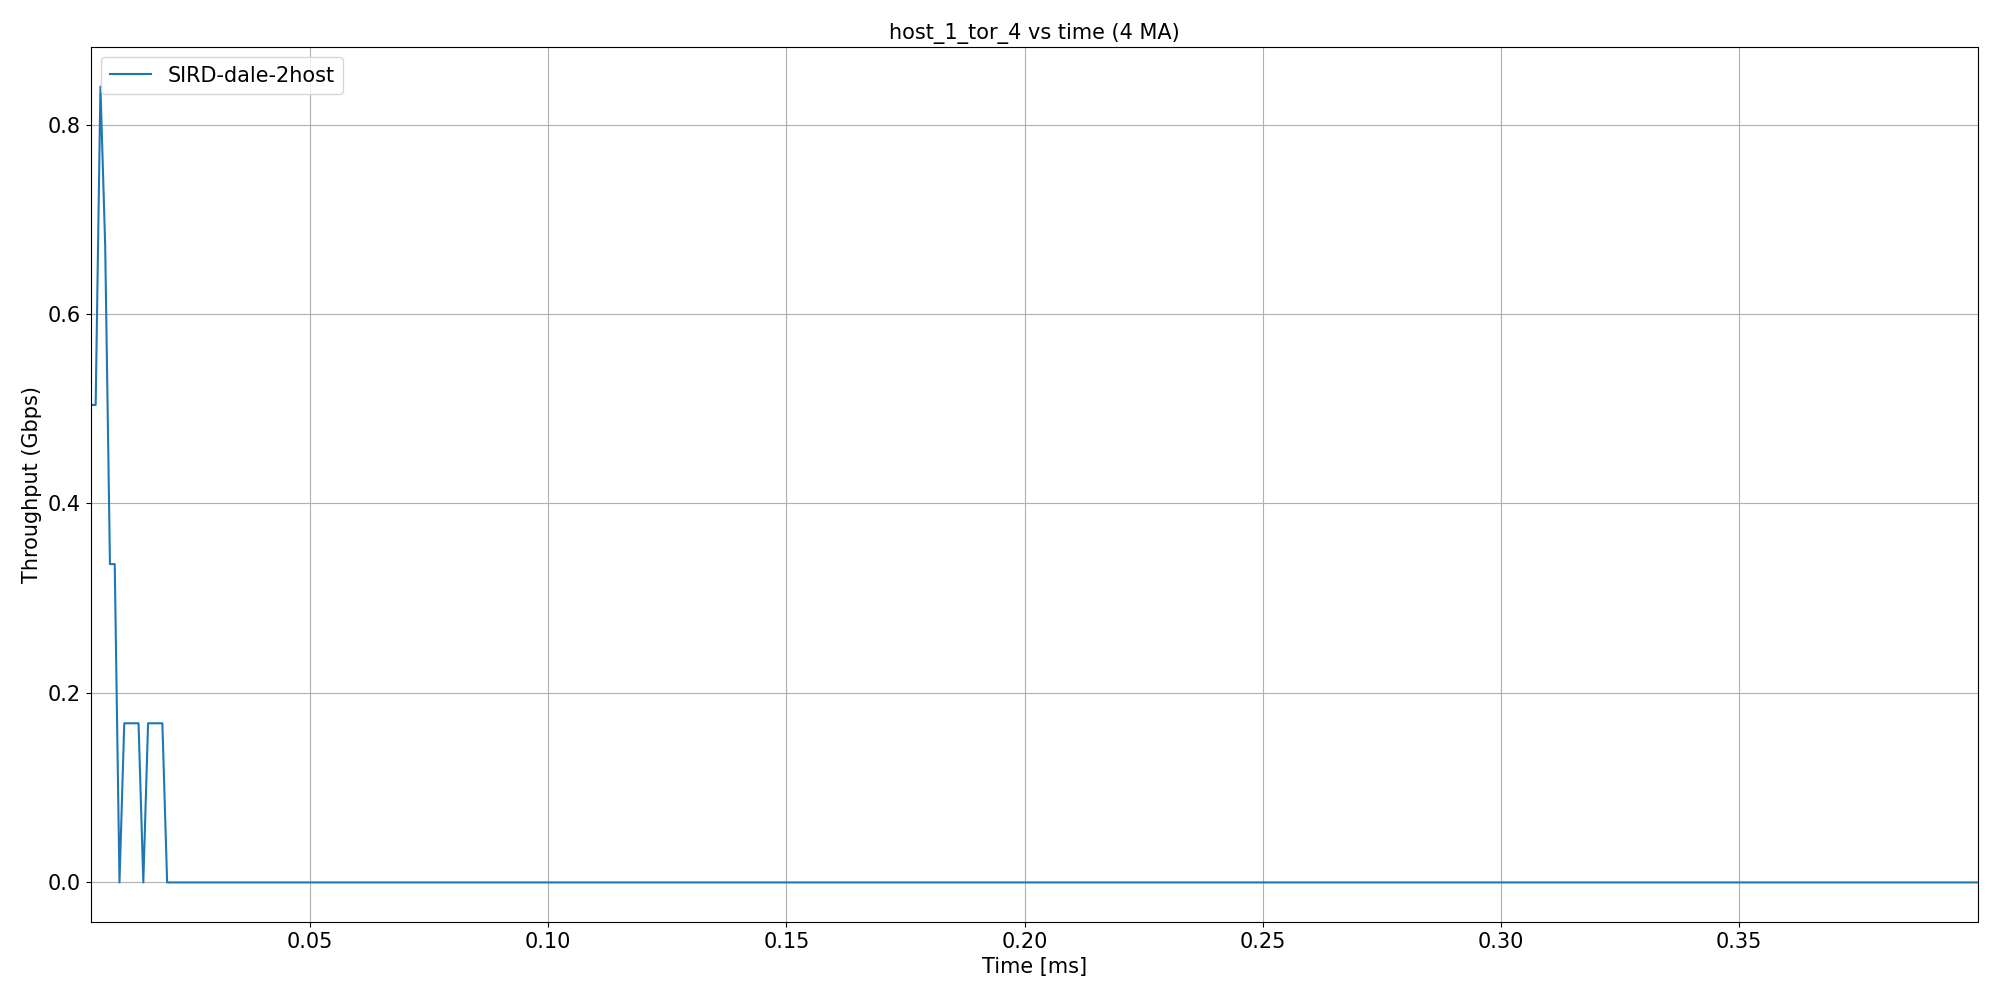 host_1_tor_4 vs time (4 MA)
SIRD-dale-2host
Throughput (Gbps)
0.8
0.6
0.4
0.2
0.0
0.05 0.10 0.15 0.20 0.25 0.30 0.35
Time [ms]